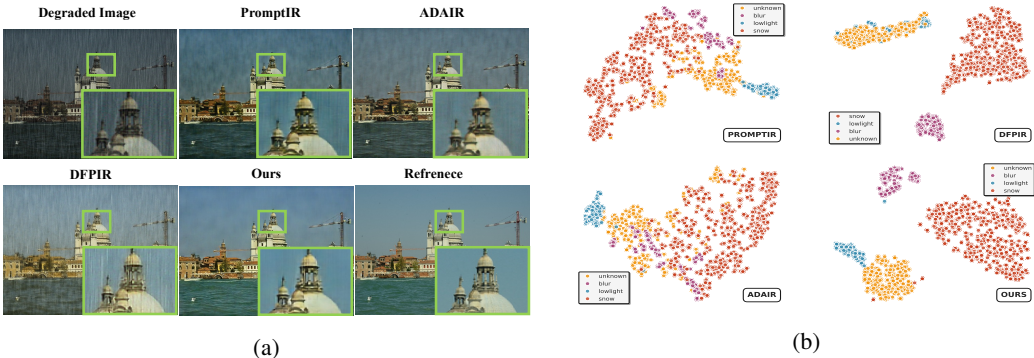 Degraded Image PromptIR ADAIR
DFPIR Ours Refrenece
(a)
unknown
blur
lowlight
snow
PROMPTIR
snow
lowlight
blur
unknown
DFPIR
unknown
blur
lowlight
snow
ADAIR
unknown
blur
lowlight
snow
OURS
(b)